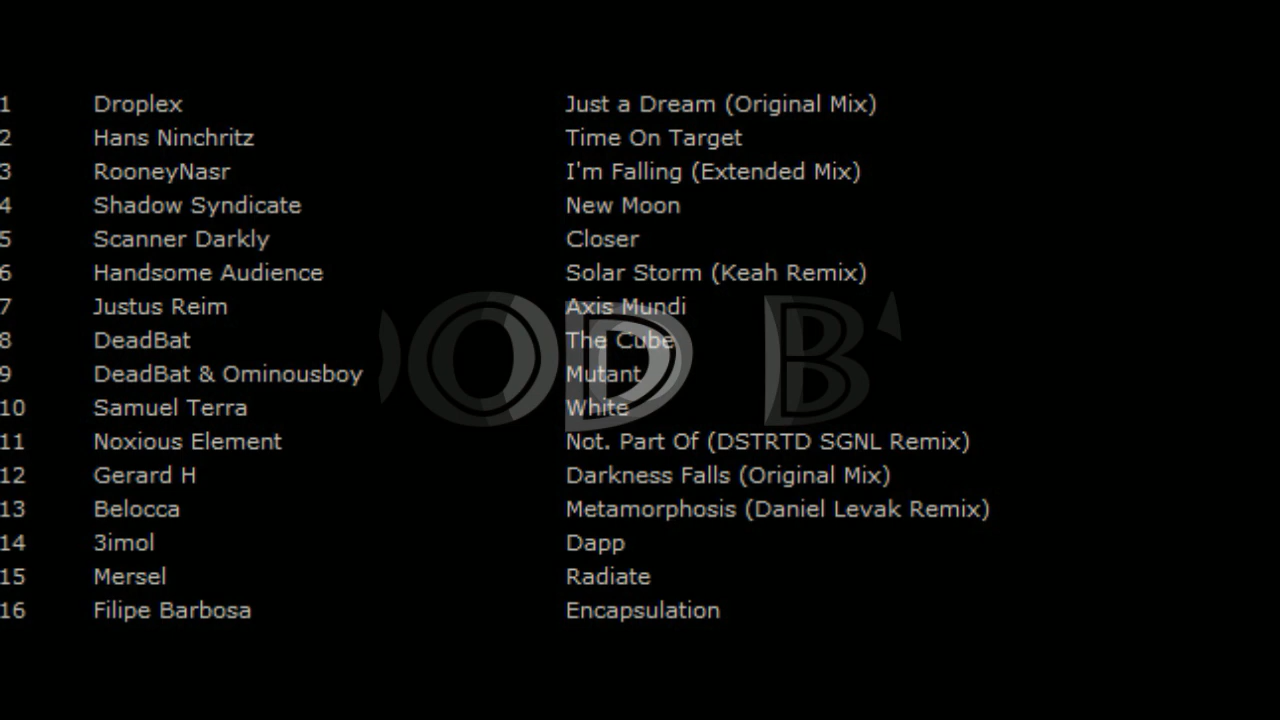 1 Droplex Just a Dream (Original Mix)
2 Hans Ninchritz Time On Target
3 RooneyNasr I'm Falling (Extended Mix)
4 Shadow Syndicate New Moon
5 Scanner Darkly Closer
6 Handsome Audience Solar Storm (Keah Remix)
7 Justus Reim Axis Mundi
8 DeadBat The Cube
9 DeadBat & Ominousboy Mutant
10 Samuel Terra White
11 Noxious Element Not. Part Of (DSTRTD SGNL Remix)
12 Gerard H Darkness Falls (Original Mix)
13 Belocca Metamorphosis (Daniel Levak Remix)
14 3imol Dapp
15 Mersel Radiate
16 Filipe Barbosa Encapsulation